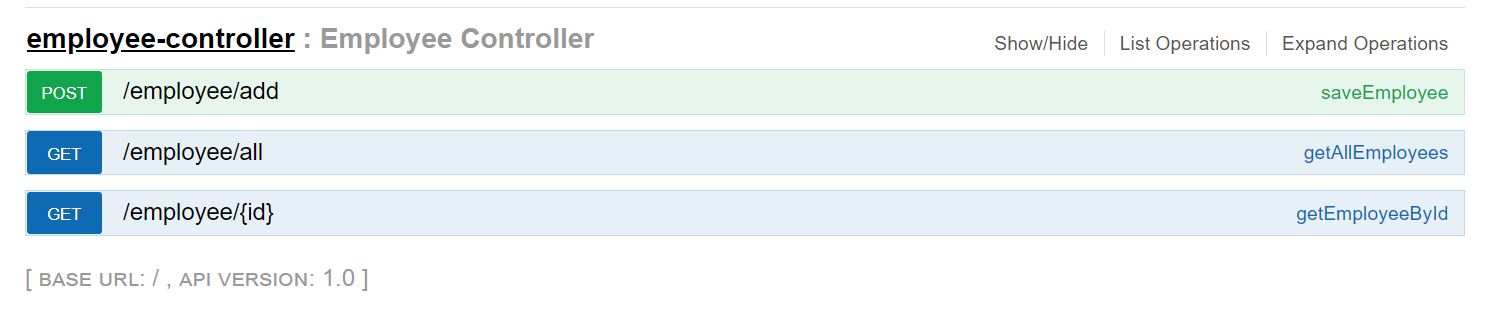 employee-controller : Employee Controller Show/Hide List Operations Expand Operations
POST /employee/add saveEmployee
GET /employee/all getAllEmployees
GET /employee/{id} getEmployeeById
[ BASE URL: / , API VERSION: 1.0 ]